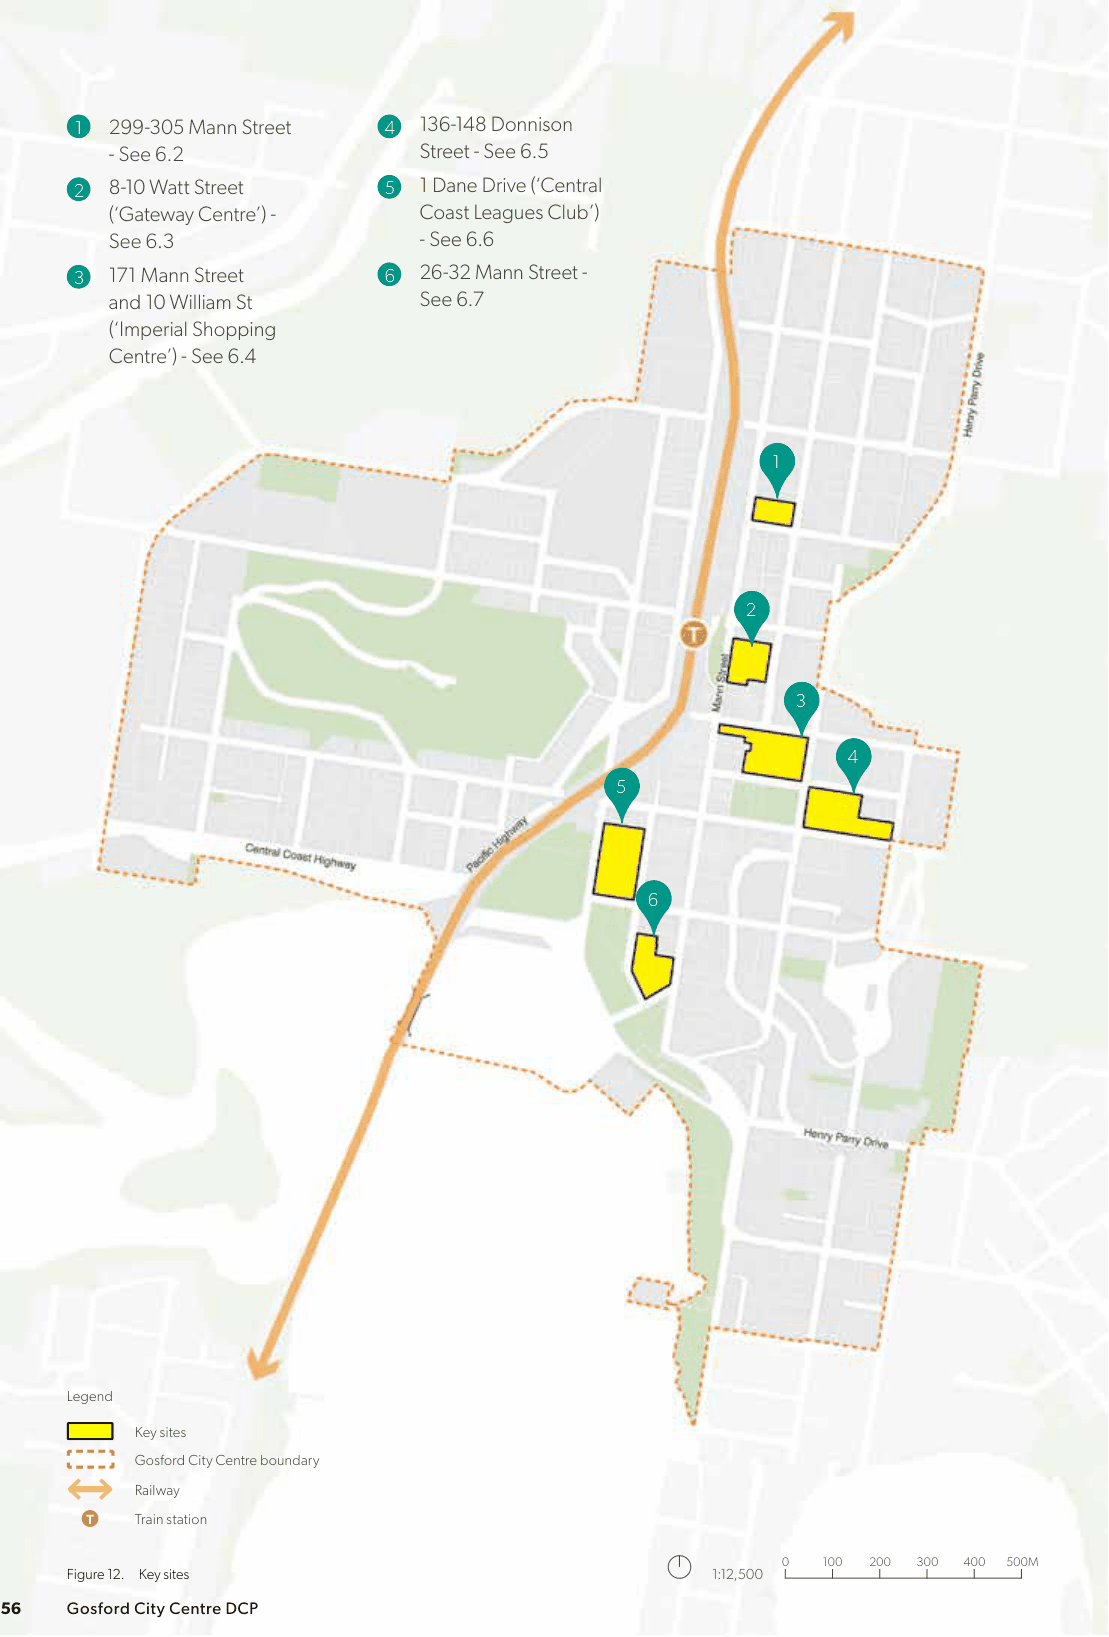 1 299-305 Mann Street
- See 6.2
2 8-10 Watt Street
(‘Gateway Centre’) -
See 6.3
3 171 Mann Street
and 10 William St
(‘Imperial Shopping
Centre’) - See 6.4
4 136-148 Donnison
Street - See 6.5
5 1 Dane Drive (‘Central
Coast Leagues Club’)
- See 6.6
6 26-32 Mann Street -
See 6.7
Henry Parry Drive
1
2
T
Mann Street
3
4
5
Pacific Highway
Central Coast Highway
6
Henry Parry Drive
Legend
Key sites
Gosford City Centre boundary
Railway
T Train station
Figure 12. Key sites
1:12,500
0 100 200 300 400 500M
56 Gosford City Centre DCP